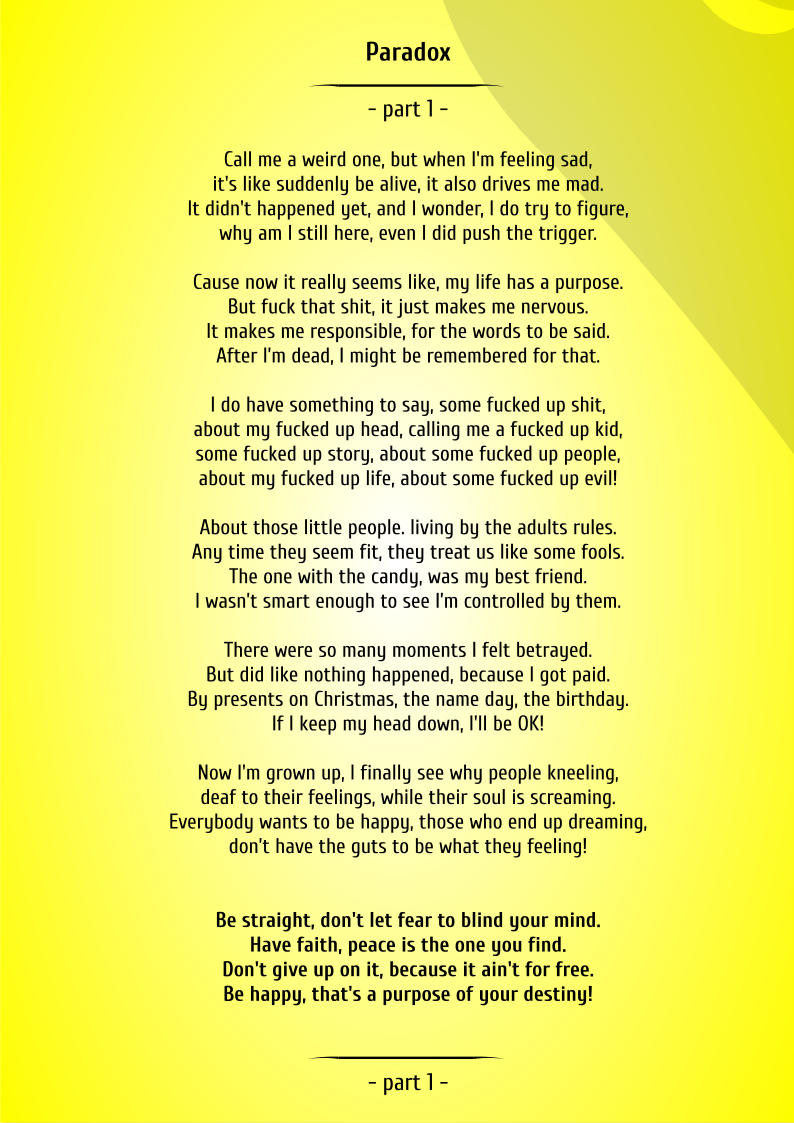 Paradox
- part 1 -
Call me a weird one, but when I'm feeling sad,
it's like suddenly be alive, it also drives me mad.
It didn't happened yet, and I wonder, I do try to figure,
why am I still here, even I did push the trigger.
Cause now it really seems like, my life has a purpose.
But fuck that shit, it just makes me nervous.
It makes me responsible, for the words to be said.
After I'm dead, I might be remembered for that.
I do have something to say, some fucked up shit,
about my fucked up head, calling me a fucked up kid,
some fucked up story, about some fucked up people,
about my fucked up life, about some fucked up evil!
About those little people. living by the adults rules.
Any time they seem fit, they treat us like some fools.
The one with the candy, was my best friend.
I wasn't smart enough to see I'm controlled by them.
There were so many moments I felt betrayed.
But did like nothing happened, because I got paid.
By presents on Christmas, the name day, the birthday.
If I keep my head down, I'll be OK!
Now I'm grown up, I finally see why people kneeling,
deaf to their feelings, while their soul is screaming.
Everybody wants to be happy, those who end up dreaming,
don't have the guts to be what they feeling!
Be straight, don't let fear to blind your mind.
Have faith, peace is the one you find.
Don't give up on it, because it ain't for free.
Be happy, that's a purpose of your destiny!
- part 1 -